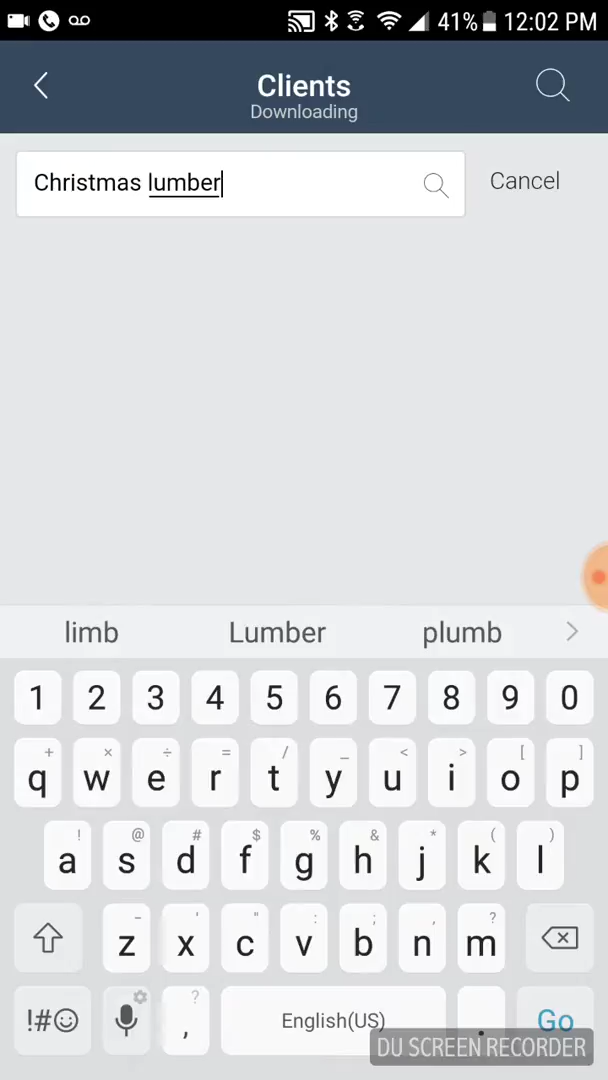 41% 12:02 PM
Clients
Downloading
Christmas lumber
Cancel
limb Lumber plumb
1 2 3 4 5 6 7 8 9 0
+ × ÷ = / _ < > [ ]
q w e r t y u i o p
! @ # $ % & * ( )
a s d f g h j k l
- ' " : ; , ?
z x c v b n m
?
!#☺ , English(US) . Go
DU SCREEN RECORDER